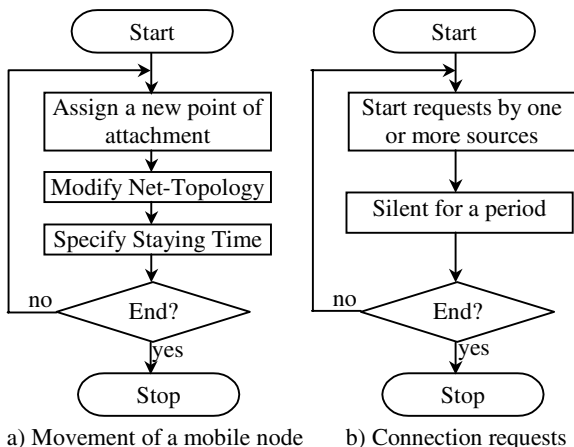 Start
Assign a new point of
attachment
Modify Net-Topology
Specify Staying Time
no
End?
yes
Stop
a) Movement of a mobile node
Start
Start requests by one
or more sources
Silent for a period
no
End?
yes
Stop
b) Connection requests